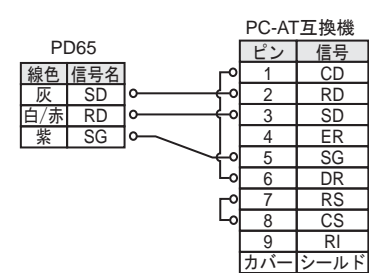 PC-AT互換機
PD65
ピン 信号
線色 信号名
1 CD
灰 SD
2 RD
白/赤 RD
3 SD
紫 SG
4 ER
5 SG
6 DR
7 RS
8 CS
9 RI
カバー シールド